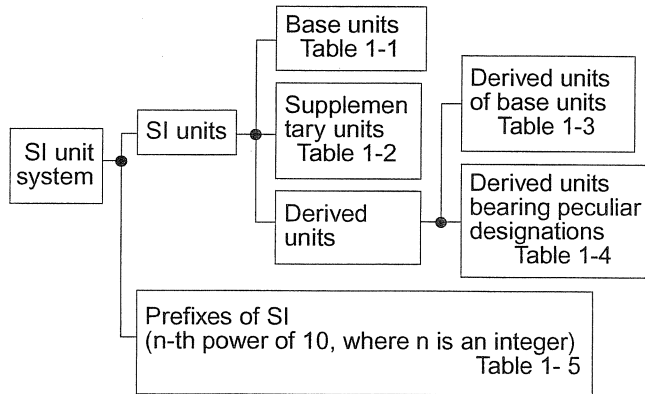 Base units
Table 1-1
Derived units
of base units
Table 1-3
SI units
Supplemen
tary units
Table 1-2
SI unit
system
Derived units
bearing peculiar
designations
Table 1-4
Derived
units
Prefixes of SI
(n-th power of 10, where n is an integer)
Table 1- 5